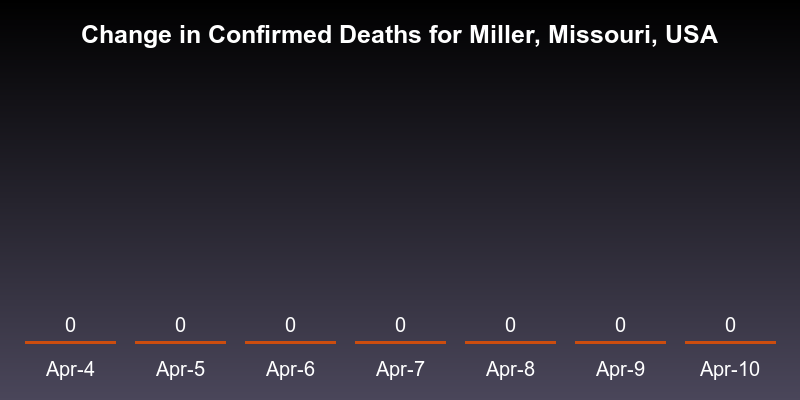 Change in Confirmed Deaths for Miller, Missouri, USA
0 0 0 0 0 0 0
Apr-4 Apr-5 Apr-6 Apr-7 Apr-8 Apr-9 Apr-10